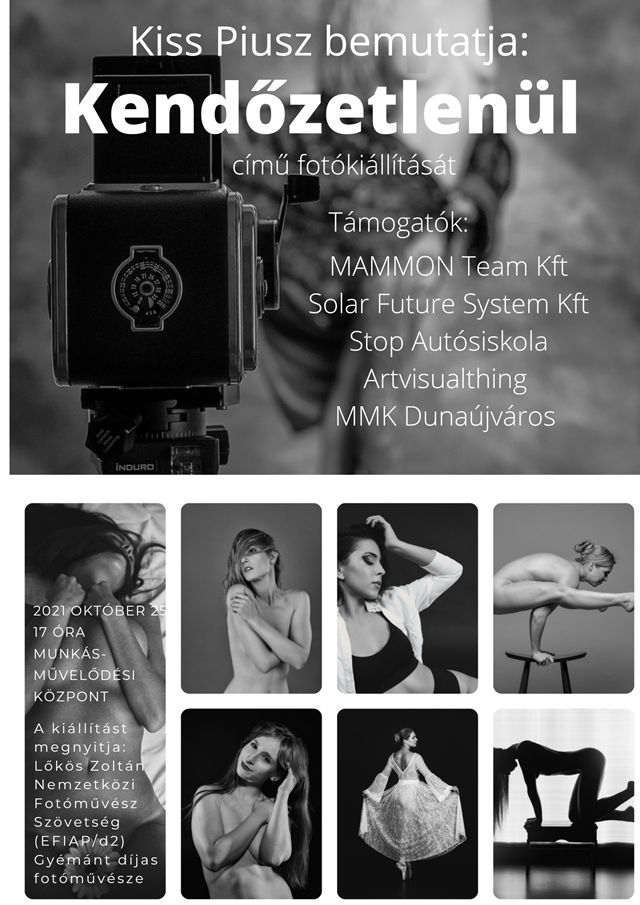 Kiss Piusz bemutatja:
Kendőzetlenül
című fotókiállítását
Támogatók:
MAMMON Team Kft
Solar Future System Kft
Stop Autósiskola
Artvisualthing
MMK Dunaújváros
INDURO
2021 OKTÓBER 25
17 ÓRA
MUNKÁS-
MŰVELŐDÉSI
KÖZPONT
A kiállítást
megnyitja:
Lőkös Zoltán
Nemzetközi
Fotóművész
Szövetség
(EFIAP/d2)
Gyémánt díjas
fotóművésze